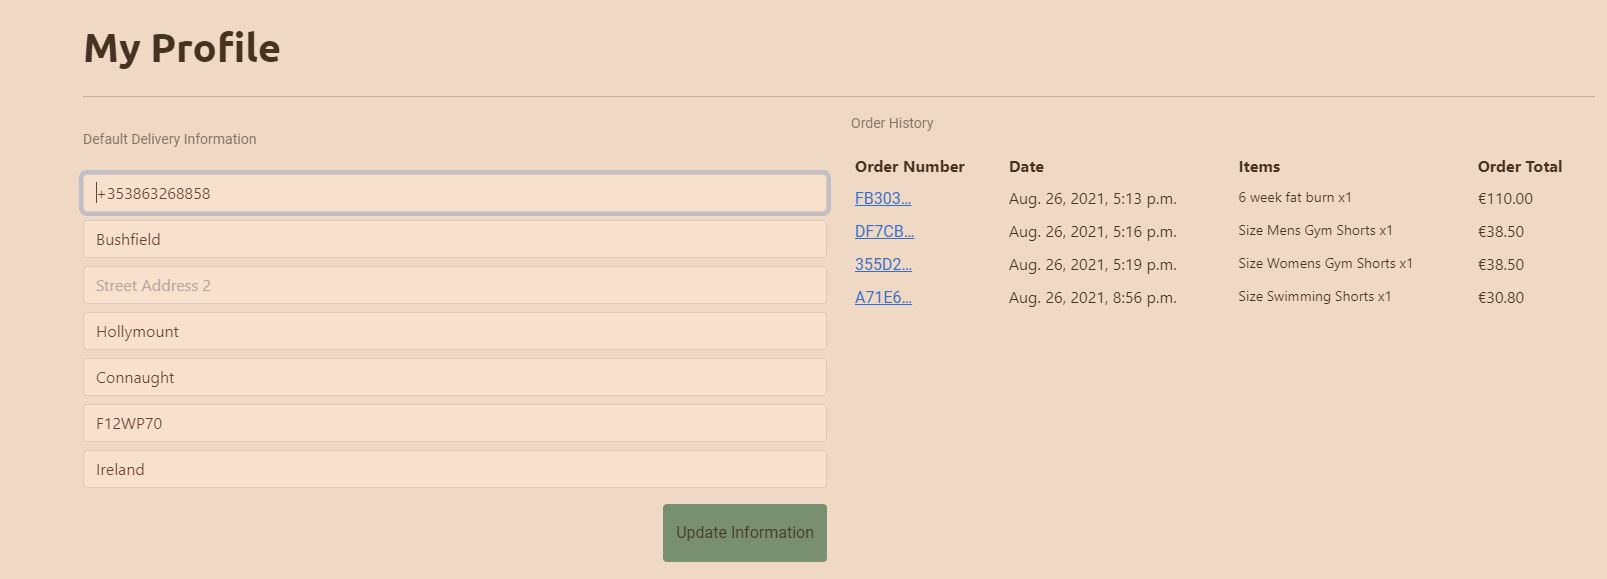 My Profile
Default Delivery Information
+353863268858
Bushfield
Street Address 2
Hollymount
Connaught
F12WP70
Ireland
Update Information
Order History
Order Number Date Items Order Total
FB303... Aug. 26, 2021, 5:13 p.m. 6 week fat burn x1 €110.00
DF7CB... Aug. 26, 2021, 5:16 p.m. Size Mens Gym Shorts x1 €38.50
355D2... Aug. 26, 2021, 5:19 p.m. Size Womens Gym Shorts x1 €38.50
A71E6... Aug. 26, 2021, 8:56 p.m. Size Swimming Shorts x1 €30.80